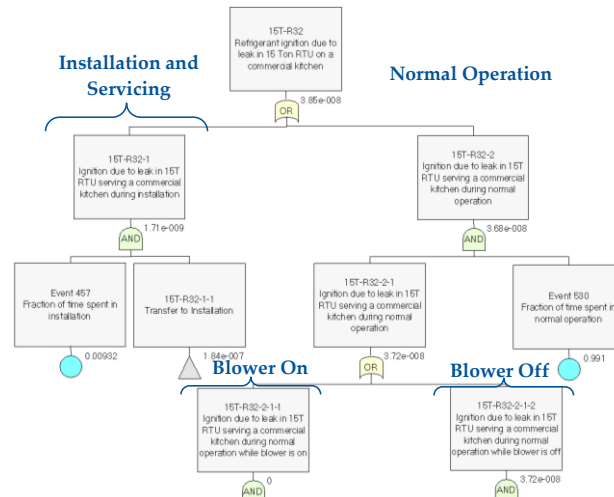 15T-R32
Refrigerant ignition due to
leak in 15 Ton RTU on a
commercial kitchen
Installation and
Servicing
Normal Operation
OR
3.85e-008
15T-R32-1
Ignition due to leak in 15T
RTU serving a commercial
kitchen during installation
15T-R32-2
Ignition due to leak in 15T
RTU serving a commercial
kitchen during normal
operation
AND
1.71e-009
AND
3.68e-008
Event 457
Fraction of time spent in
installation
15T-R32-1-1
Transfer to Installation
15T-R32-2-1
Ignition due to leak in 15T
RTU serving a commercial
kitchen during normal
operation
Event 530
Fraction of time spent in
normal operation
0.00932
1.84e-007
OR
3.72e-008
0.991
Blower On
Blower Off
15T-R32-2-1-1
Ignition due to leak in 15T
RTU serving a commercial
kitchen during normal
operation while blower is on
15T-R32-2-1-2
Ignition due to leak in 15T
RTU serving a commercial
kitchen during normal
operation while blower is off
AND
0
AND
3.72e-008